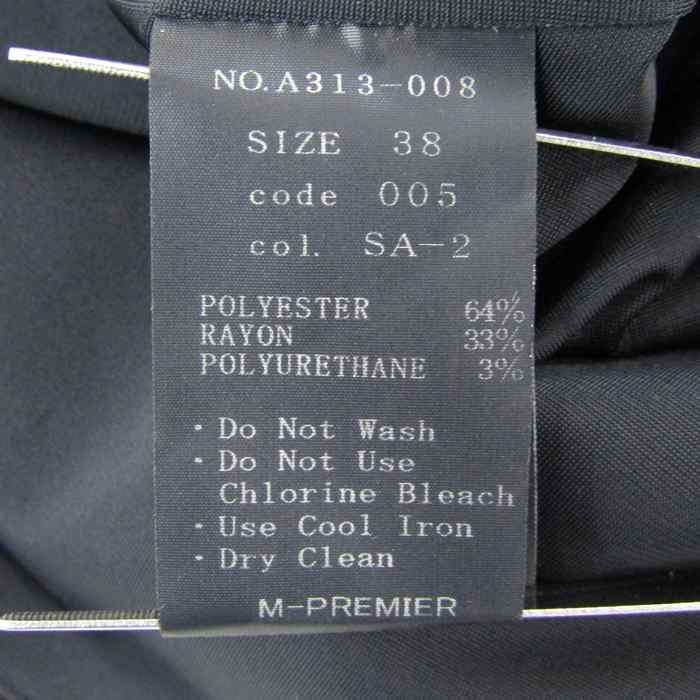 NO.A313-008
SIZE 38
code 005
col. SA-2
POLYESTER 64%
RAYON 33%
POLYURETHANE 3%
・Do Not Wash
・Do Not Use
Chlorine Bleach
・Use Cool Iron
・Dry Clean
M-PREMIER